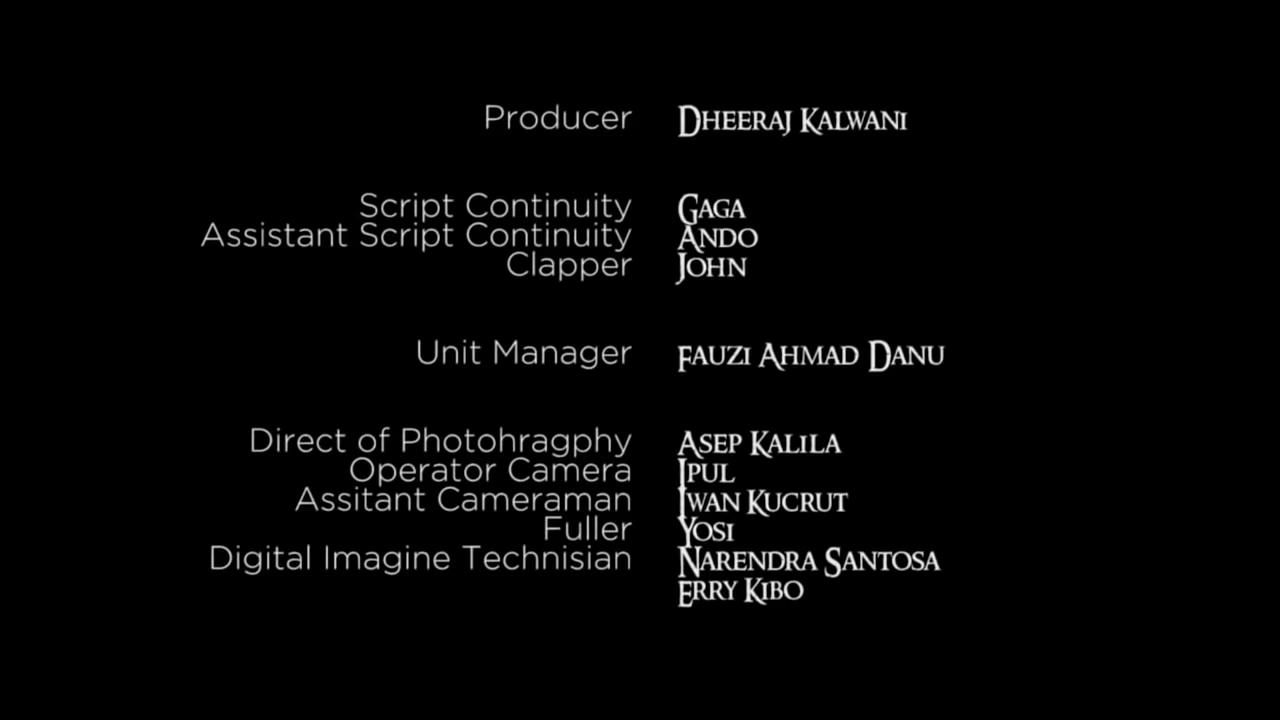 Producer Dheeraj Kalwani
Script Continuity Gaga
Assistant Script Continuity Ando
Clapper John
Unit Manager Fauzi Ahmad Danu
Direct of Photohragphy Asep Kalila
Operator Camera Ipul
Assitant Cameraman Iwan Kucrut
Fuller Yosi
Digital Imagine Technisian Narendra Santosa
Erry Kibo